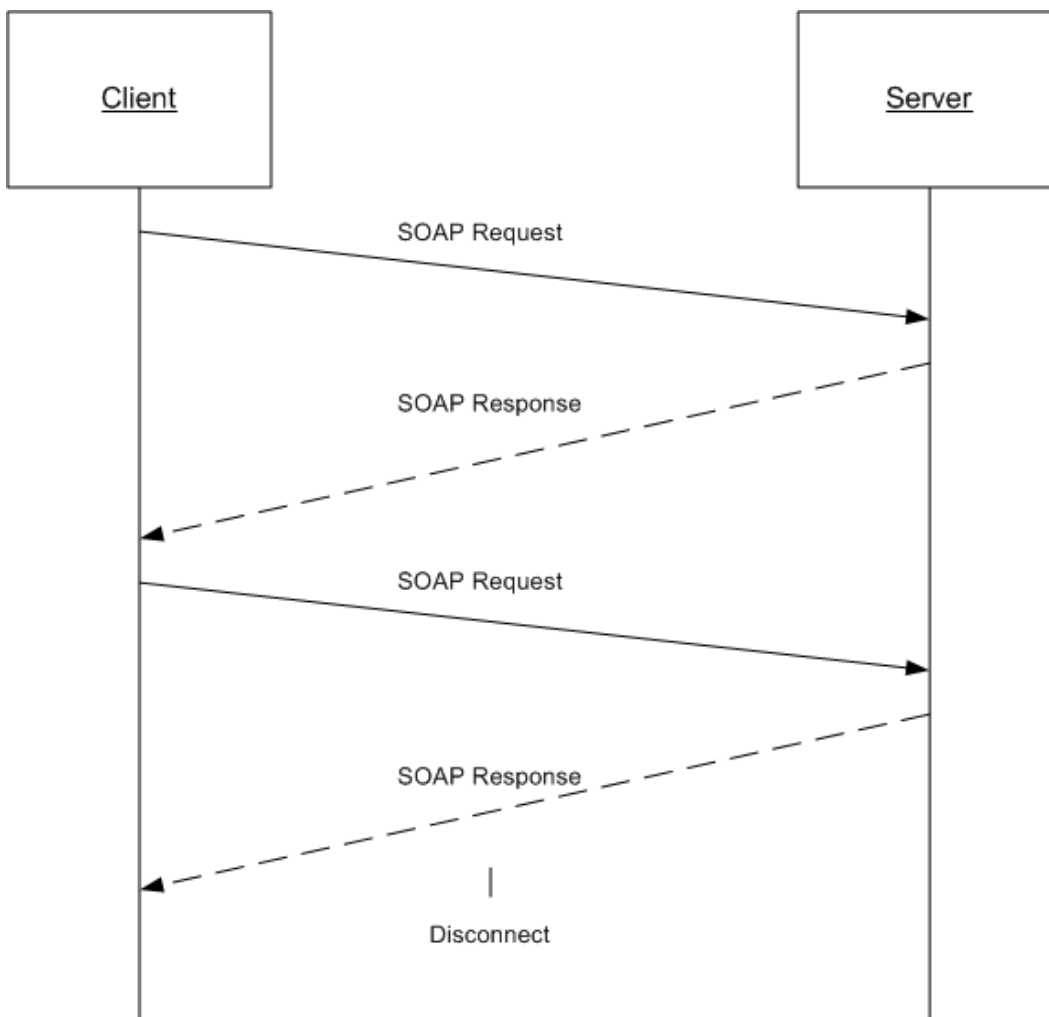 Client
Server
SOAP Request
SOAP Response
SOAP Request
SOAP Response
Disconnect